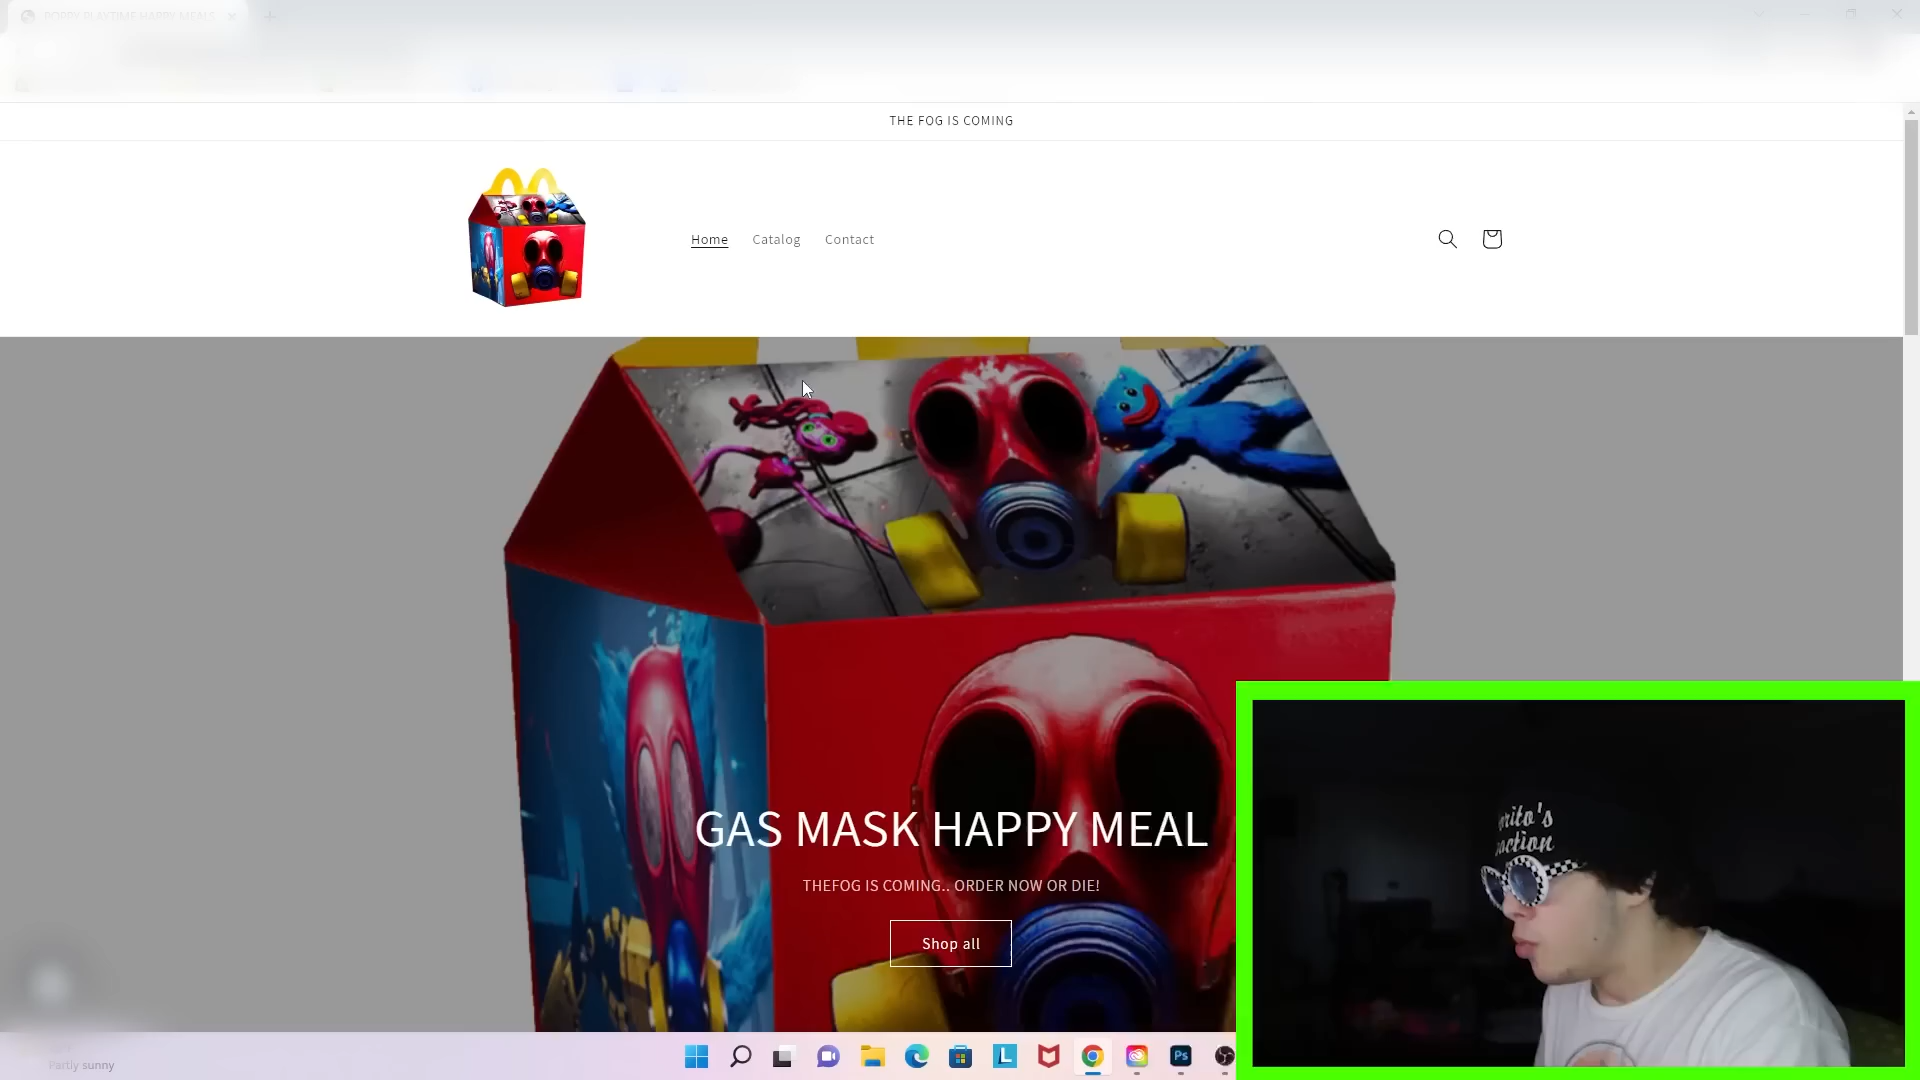 POPPY PLAYTIME HAPPY MEALS
THE FOG IS COMING
Home
Catalog
Contact
GAS MASK HAPPY MEAL
THEFOG IS COMING.. ORDER NOW OR DIE!
Shop all
Partly sunny
L
Ps